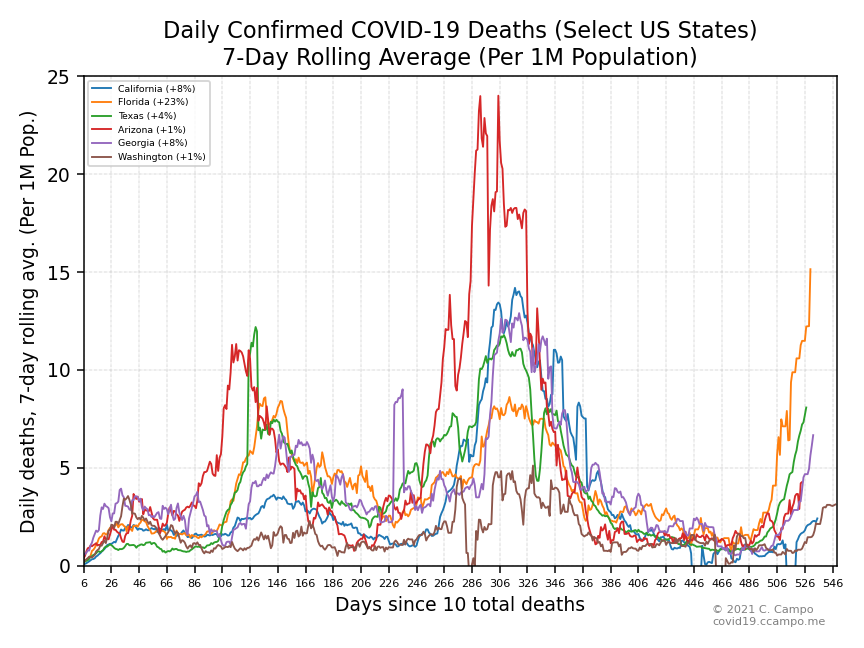 Daily Confirmed COVID-19 Deaths (Select US States)
7-Day Rolling Average (Per 1M Population)
Daily deaths, 7-day rolling avg. (Per 1M Pop.)
25
20
15
10
5
0
California (+8%)
Florida (+23%)
Texas (+4%)
Arizona (+1%)
Georgia (+8%)
Washington (+1%)
6 26 46 66 86 106 126 146 166 186 206 226 246 266 286 306 326 346 366 386 406 426 446 466 486 506 526 546
Days since 10 total deaths
© 2021 C. Campo
covid19.ccampo.me